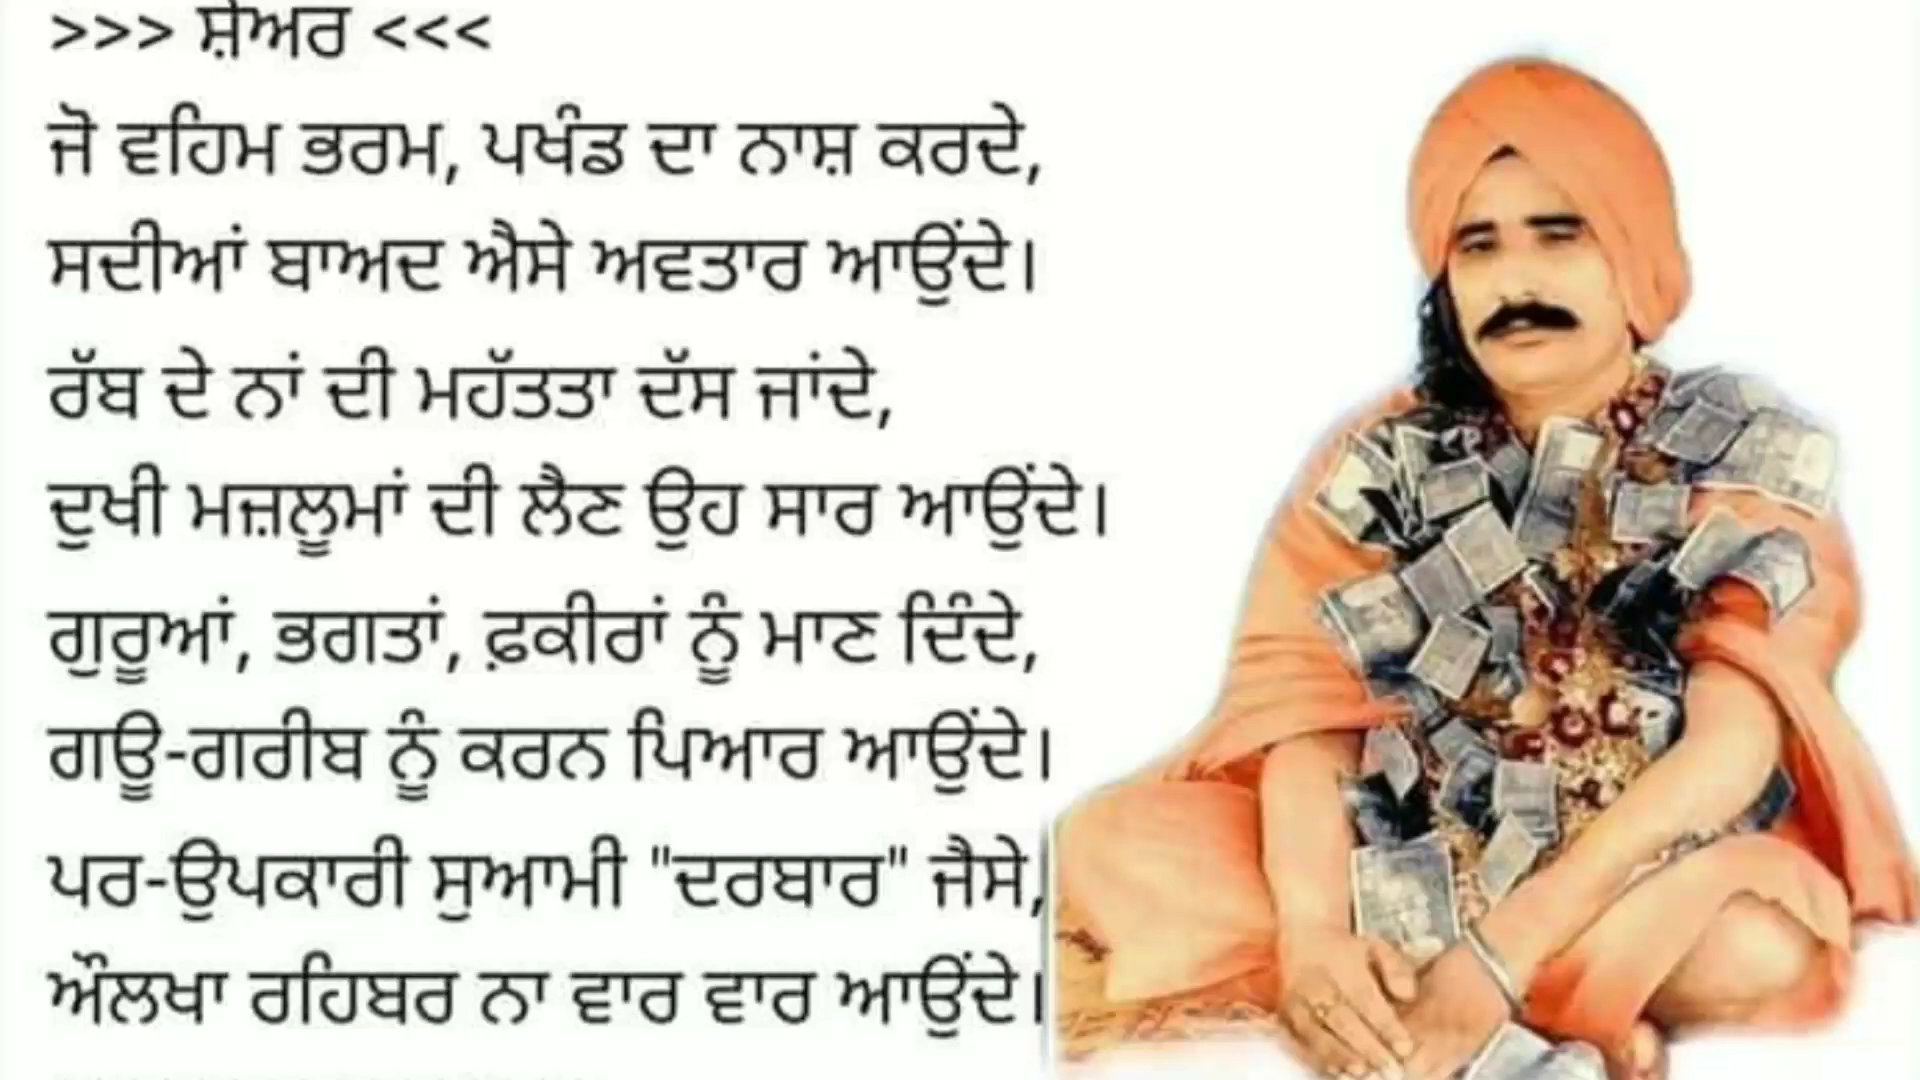 >>> ਸ਼ੇਅਰ <<<
ਜੋ ਵਹਿਮ ਭਰਮ, ਪਖੰਡ ਦਾ ਨਾਸ਼ ਕਰਦੇ,
ਸਦੀਆਂ ਬਾਅਦ ਐਸੇ ਅਵਤਾਰ ਆਉਂਦੇ।
ਰੱਬ ਦੇ ਨਾਂ ਦੀ ਮਹੱਤਤਾ ਦੱਸ ਜਾਂਦੇ,
ਦੁਖੀ ਮਜ਼ਲੂਮਾਂ ਦੀ ਲੈਣ ਉਹ ਸਾਰ ਆਉਂਦੇ।
ਗੁਰੂਆਂ, ਭਗਤਾਂ, ਫ਼ਕੀਰਾਂ ਨੂੰ ਮਾਣ ਦਿੰਦੇ,
ਗਊ-ਗਰੀਬ ਨੂੰ ਕਰਨ ਪਿਆਰ ਆਉਂਦੇ।
ਪਰ-ਉਪਕਾਰੀ ਸੁਆਮੀ "ਦਰਬਾਰ" ਜੈਸੇ,
ਔਲਖਾ ਰਹਿਬਰ ਨਾ ਵਾਰ ਵਾਰ ਆਉਂਦੇ।